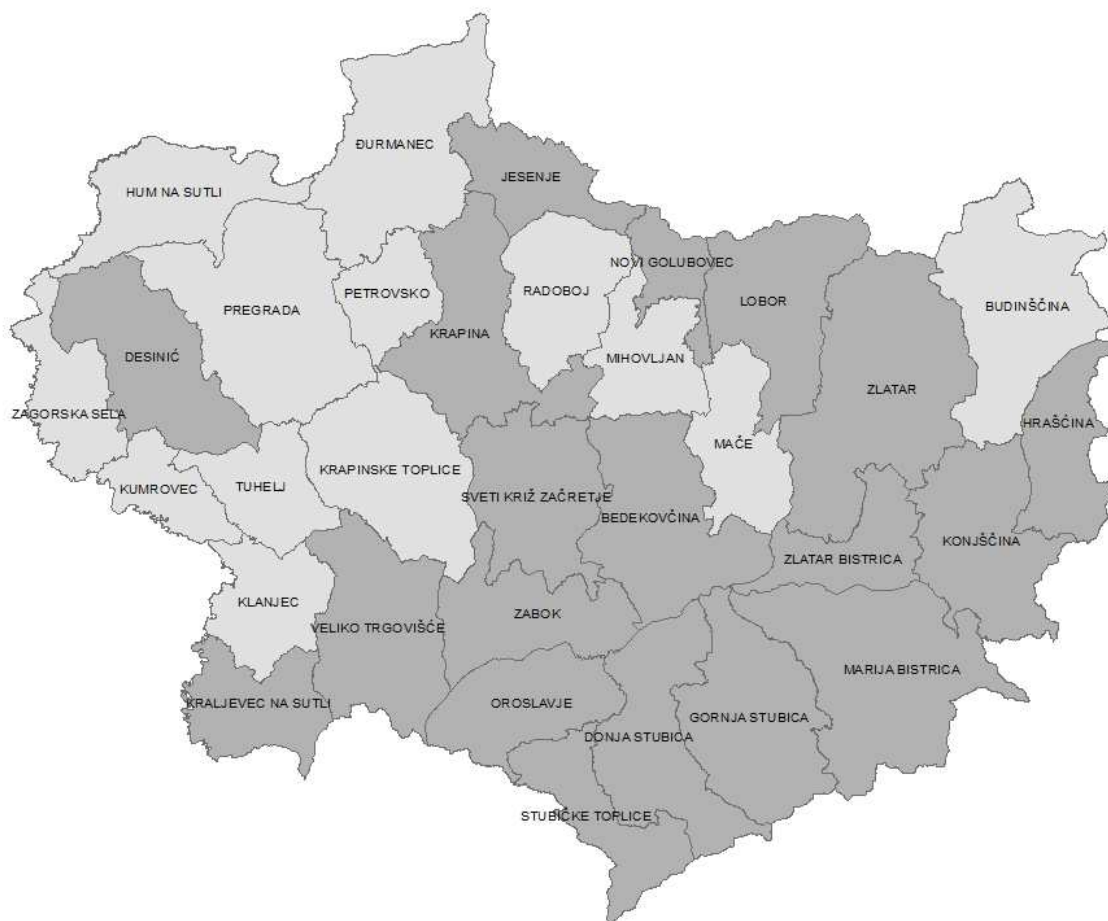 ĐURMANEC
JESENJE
HUM NA SUTLI
NOVI GOLUBOVEC
RADOBOJ
PETROVSKO
LOBOR
PREGRADA
BUDINŠČINA
KRAPINA
DESINIĆ
MIHOVLJAN
ZLATAR
ZAGORSKA SELA
HRAŠĆINA
MAČE
KRAPINSKE TOPLICE
TUHELJ
KUMROVEC
SVETI KRIŽ ZAČRETJE
BEDEKOVČINA
KONJŠČINA
ZLATAR BISTRICA
KLANJEC
ZABOK
VELIKO TRGOVIŠĆE
MARIJA BISTRICA
KRALJEVEC NA SUTLI
OROSLAVJE
GORNJA STUBICA
DONJA STUBICA
STUBIČKE TOPLICE